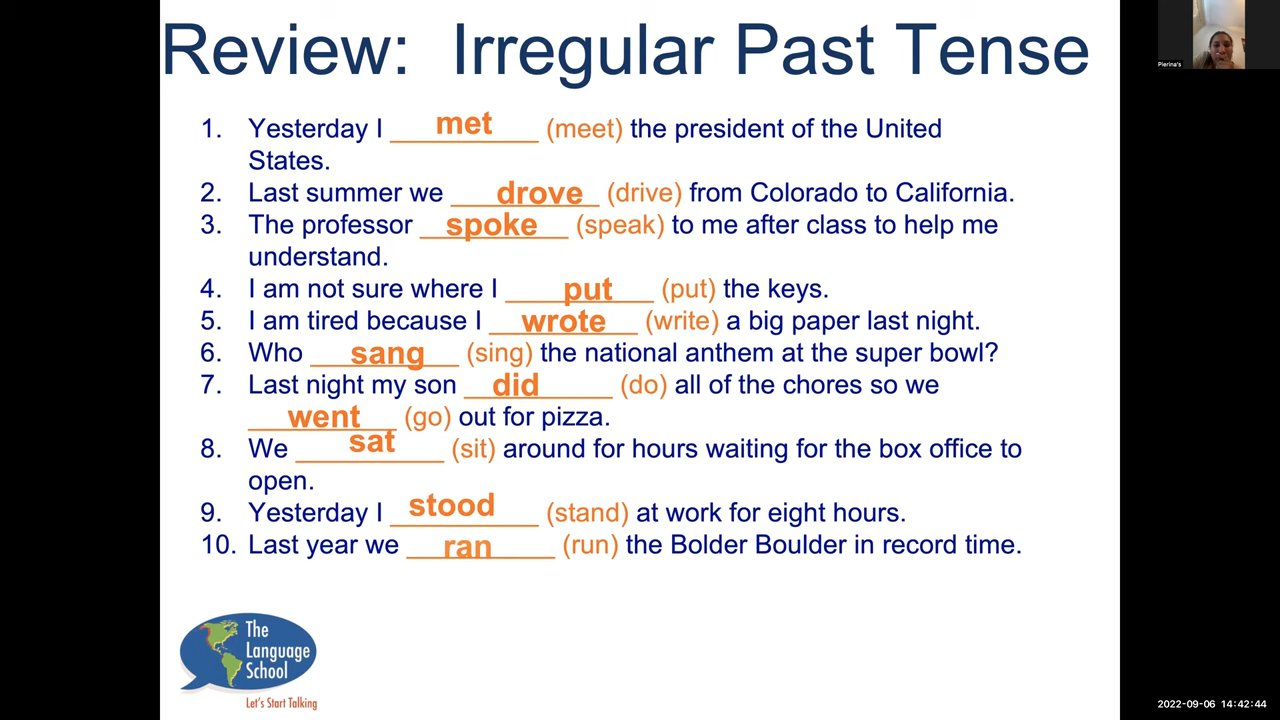 Review: Irregular Past Tense
1. Yesterday I met (meet) the president of the United
States.
2. Last summer we drove (drive) from Colorado to California.
3. The professor spoke (speak) to me after class to help me
understand.
4. I am not sure where I put (put) the keys.
5. I am tired because I wrote (write) a big paper last night.
6. Who sang (sing) the national anthem at the super bowl?
7. Last night my son did (do) all of the chores so we
went (go) out for pizza.
8. We sat (sit) around for hours waiting for the box office to
open.
9. Yesterday I stood (stand) at work for eight hours.
10. Last year we ran (run) the Bolder Boulder in record time.
The
Language
School
Let's Start Talking
Pierina's
2022-09-06 14:42:44